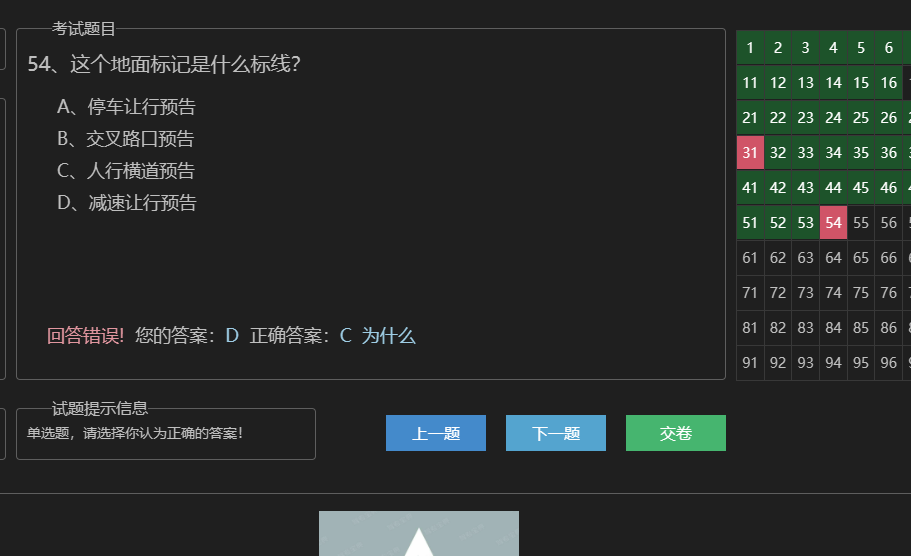 考试题目
54、这个地面标记是什么标线?
A、停车让行预告
B、交叉路口预告
C、人行横道预告
D、减速让行预告
回答错误! 您的答案: D 正确答案: C 为什么
1 2 3 4 5 6
11 12 13 14 15 16
21 22 23 24 25 26
31 32 33 34 35 36
41 42 43 44 45 46
51 52 53 54 55 56
61 62 63 64 65 66
71 72 73 74 75 76
81 82 83 84 85 86
91 92 93 94 95 96
试题提示信息
单选题，请选择你认为正确的答案!
上一题 下一题 交卷